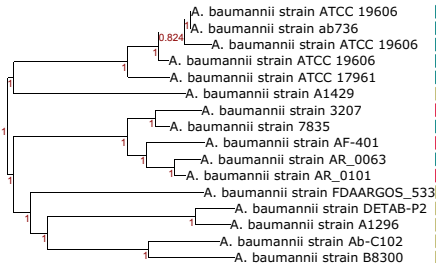 A. baumannii strain ATCC 19606
A. baumannii strain ab736
0.824
A. baumannii strain ATCC 19606
1
A. baumannii strain ATCC 19606
1
1
A. baumannii strain ATCC 17961
1
A. baumannii strain A1429
1
A. baumannii strain 3207
1
A. baumannii strain 7835
1
A. baumannii strain AF-401
1
A. baumannii strain AR_0063
1
A. baumannii strain AR_0101
1
1
A. baumannii strain FDAARGOS_533
A. baumannii strain DETAB-P2
1
A. baumannii strain A1296
1
A. baumannii strain Ab-C102
1
A. baumannii strain B8300